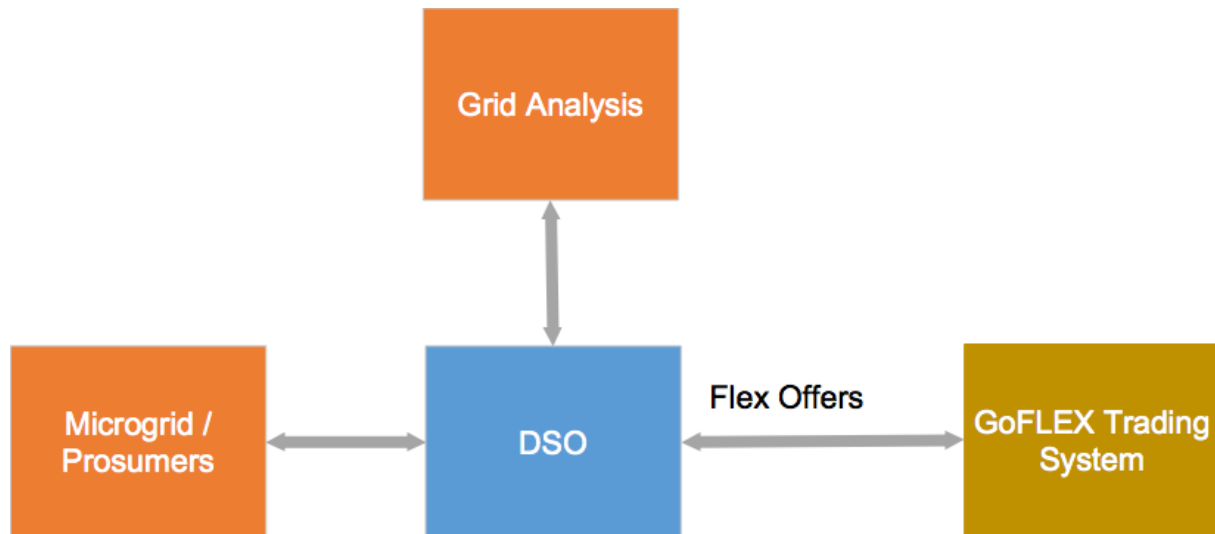 Grid Analysis
Microgrid /
Prosumers
DSO
Flex Offers
GoFLEX Trading
System